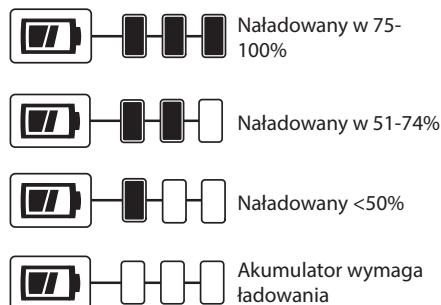 Naładowany w 75-
100%
Naładowany w 51-74%
Naładowany <50%
Akumulator wymaga
ładowania